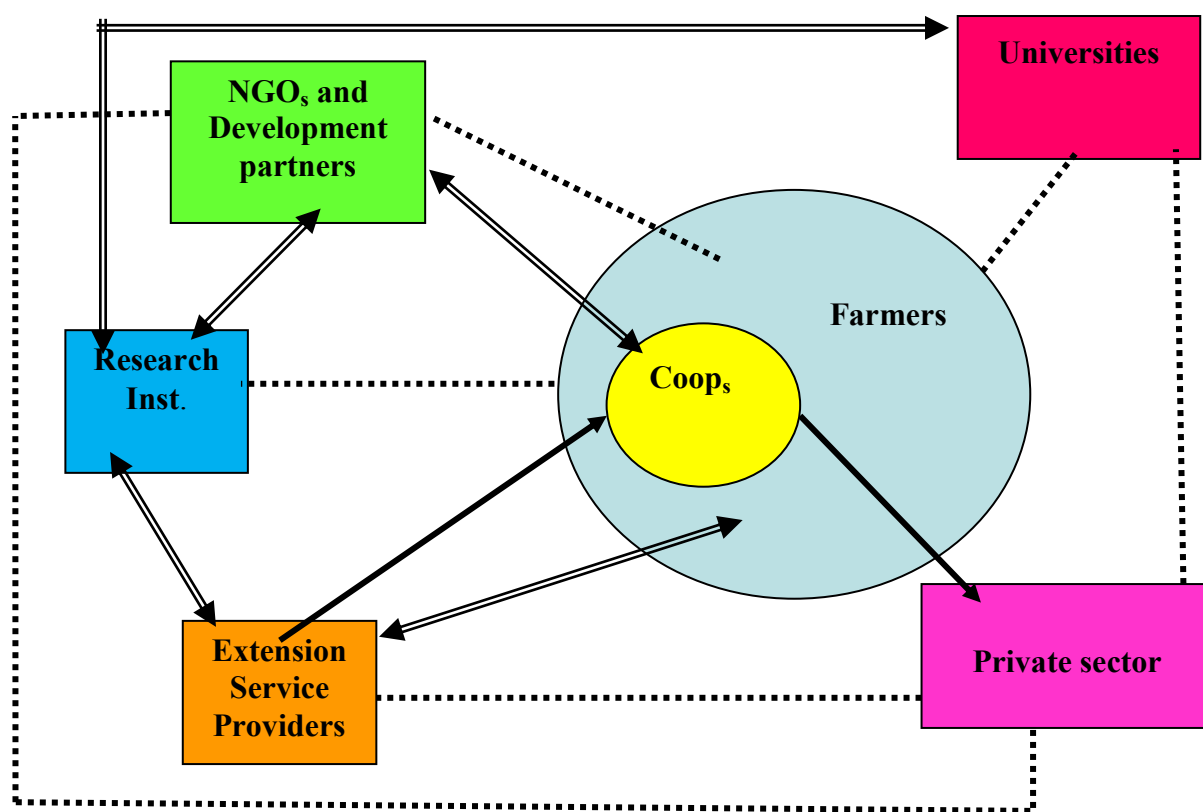 Universities
NGOs and
Development
partners
Farmers
Research
Inst.
Coops
Extension
Service
Providers
Private sector